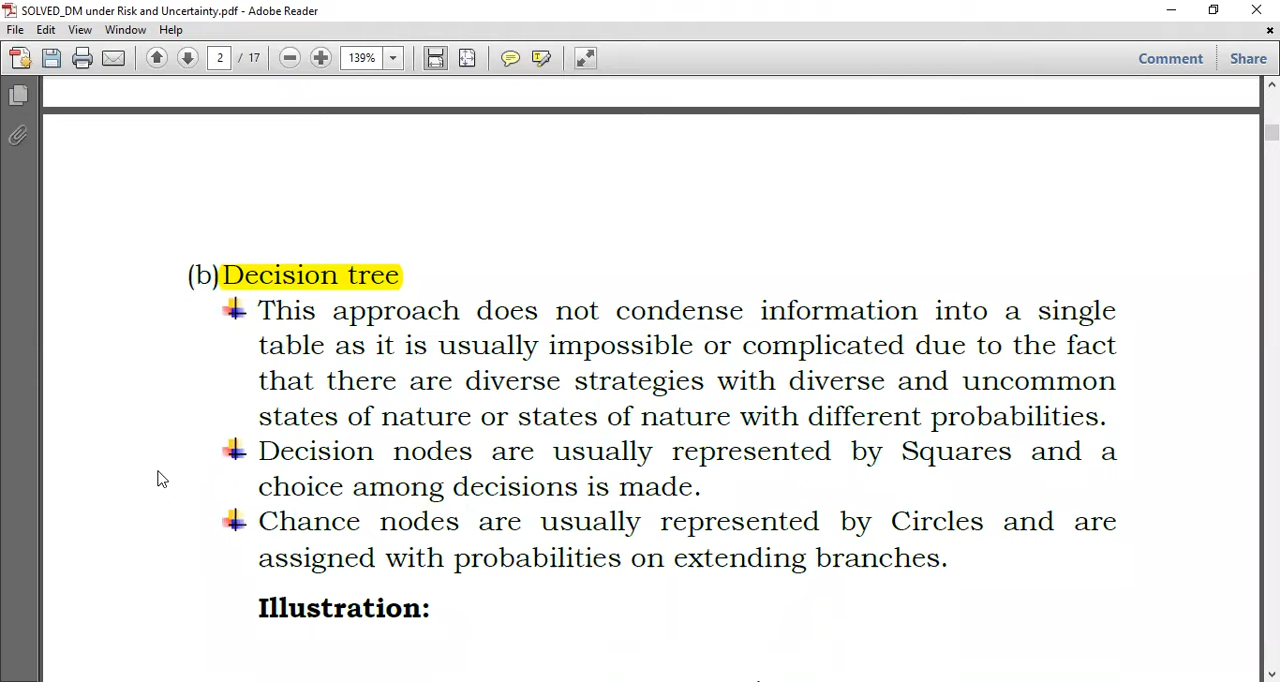 SOLVED_DM under Risk and Uncertainty.pdf - Adobe Reader
File Edit View Window Help
2 / 17 139% Comment Share
(b) Decision tree
This approach does not condense information into a single
table as it is usually impossible or complicated due to the fact
that there are diverse strategies with diverse and uncommon
states of nature or states of nature with different probabilities.
Decision nodes are usually represented by Squares and a
choice among decisions is made.
Chance nodes are usually represented by Circles and are
assigned with probabilities on extending branches.
Illustration: